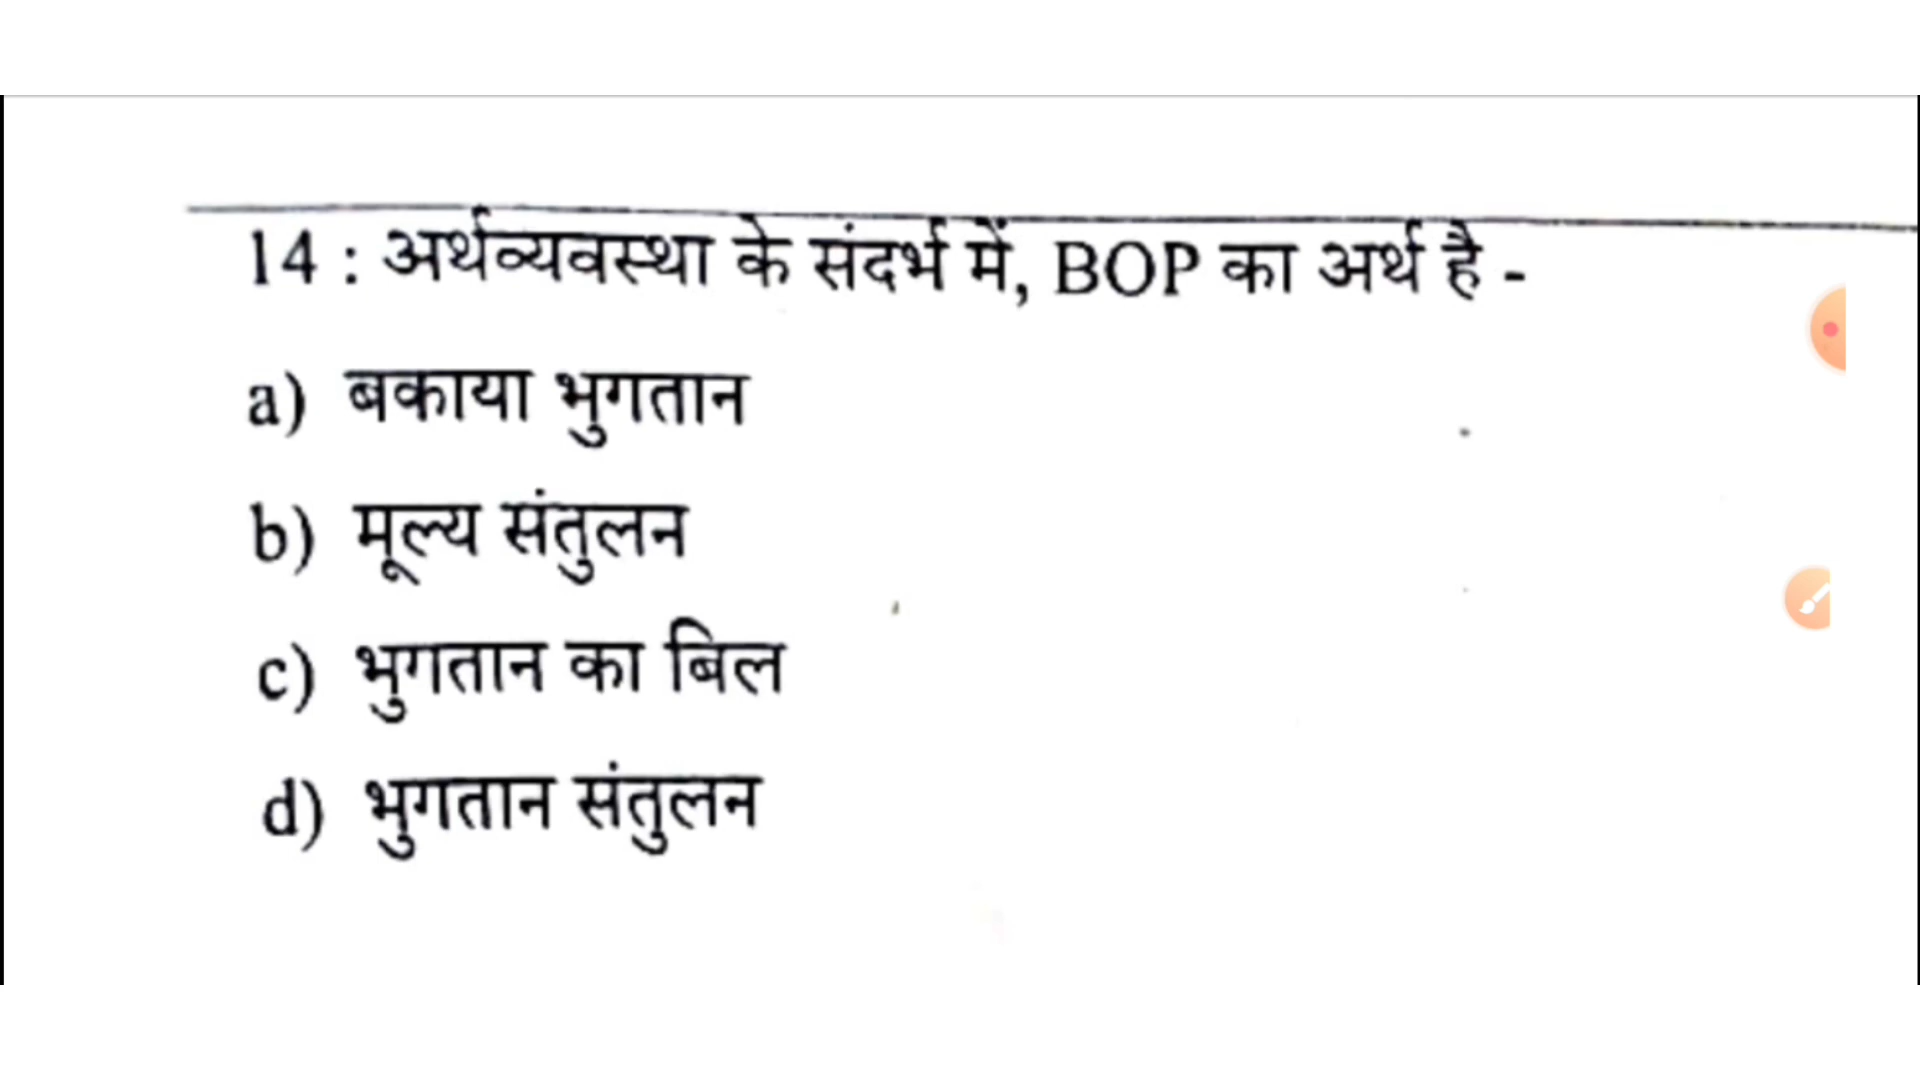 14 : अर्थव्यवस्था के संदर्भ में, BOP का अर्थ है -
a) बकाया भुगतान
b) मूल्य संतुलन
c) भुगतान का बिल
d) भुगतान संतुलन